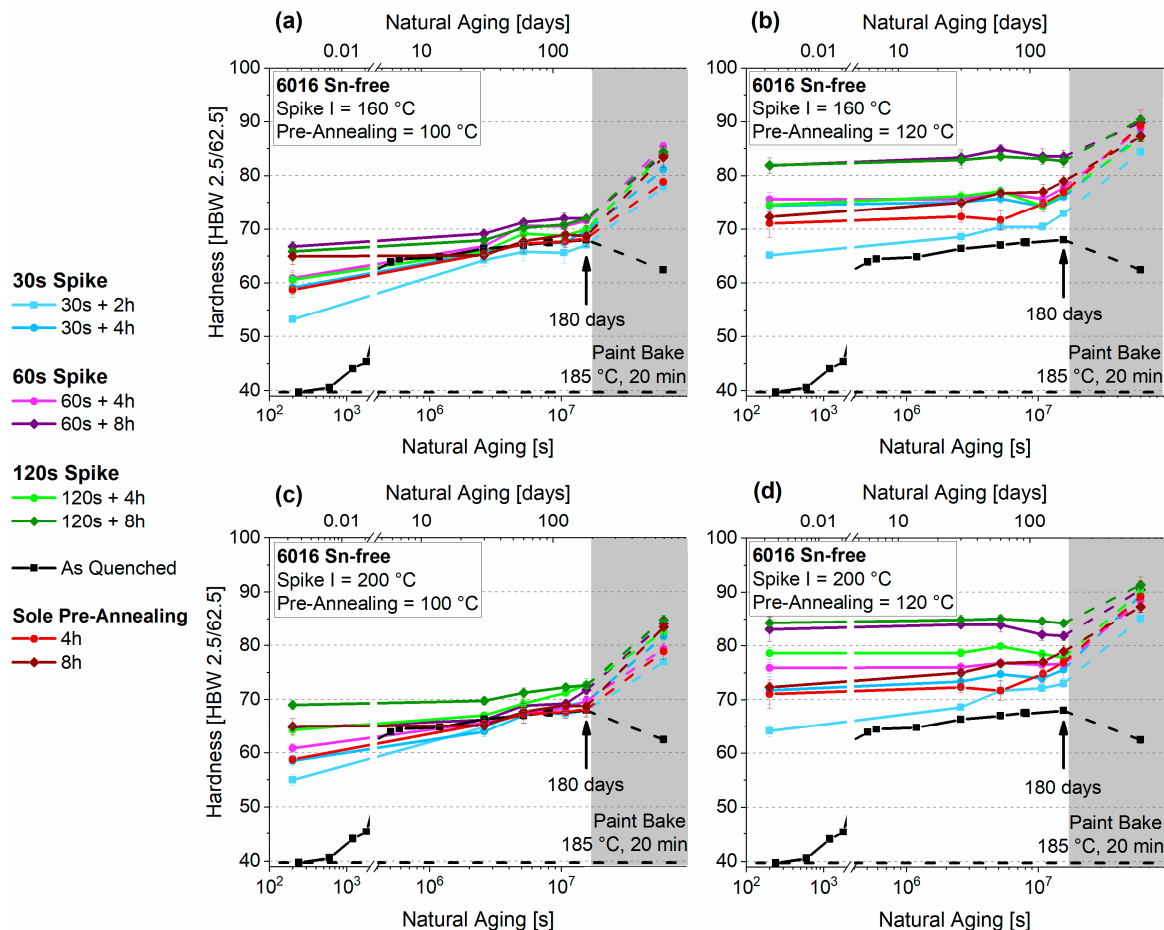 (a)
Natural Aging [days]
0.01 10 100
100
90
80
70
60
50
40
Hardness [HBW 2.5/62.5]
6016 Sn-free
Spike I = 160 °C
Pre-Annealing = 100 °C
180 days
Paint Bake
185 °C, 20 min
10² 10³ 10⁶ 10⁷
Natural Aging [s]
(b)
Natural Aging [days]
0.01 10 100
100
90
80
70
60
50
40
6016 Sn-free
Spike I = 160 °C
Pre-Annealing = 120 °C
180 days
Paint Bake
185 °C, 20 min
10² 10³ 10⁶ 10⁷
Natural Aging [s]
30s Spike
30s + 2h
30s + 4h
60s Spike
60s + 4h
60s + 8h
120s Spike
120s + 4h
120s + 8h
As Quenched
Sole Pre-Annealing
4h
8h
(c)
Natural Aging [days]
0.01 10 100
100
90
80
70
60
50
40
Hardness [HBW 2.5/62.5]
6016 Sn-free
Spike I = 200 °C
Pre-Annealing = 100 °C
180 days
Paint Bake
185 °C, 20 min
10² 10³ 10⁶ 10⁷
Natural Aging [s]
(d)
Natural Aging [days]
0.01 10 100
100
90
80
70
60
50
40
6016 Sn-free
Spike I = 200 °C
Pre-Annealing = 120 °C
180 days
Paint Bake
185 °C, 20 min
10² 10³ 10⁶ 10⁷
Natural Aging [s]